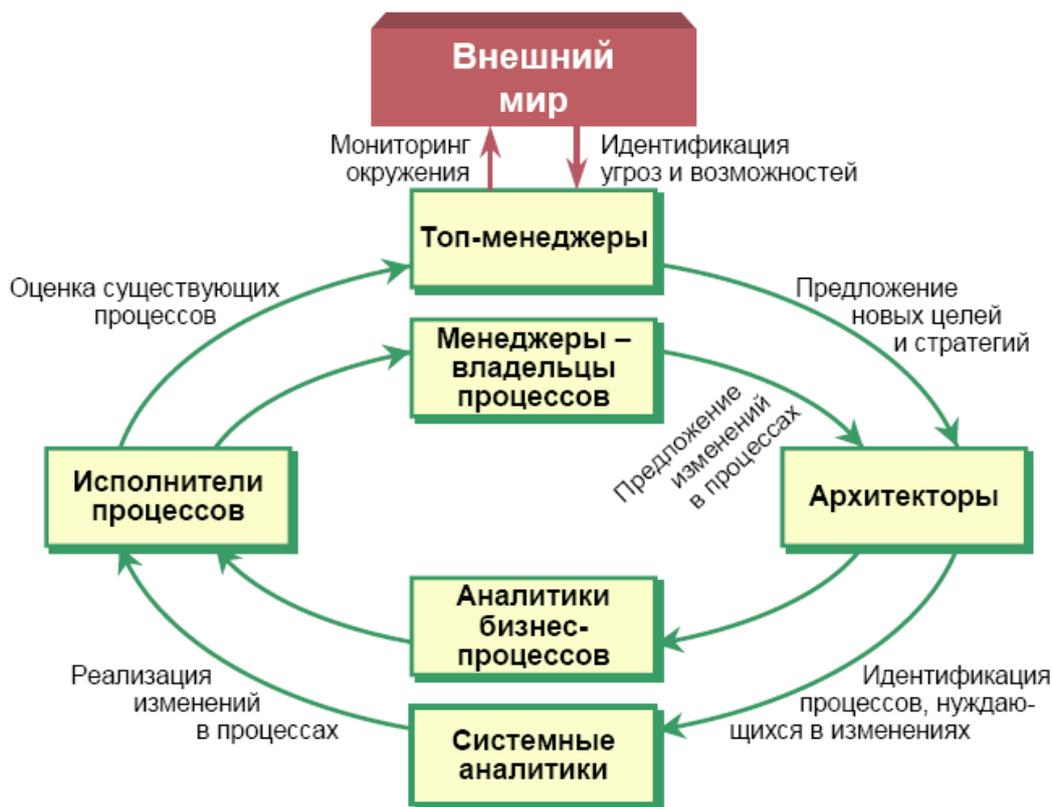 Внешний
мир
Мониторинг
окружения
Идентификация
угроз и возможностей
Топ-менеджеры
Оценка существующих
процессов
Предложение
новых целей
и стратегий
Менеджеры –
владельцы
процессов
Предложение
изменений
в процессах
Исполнители
процессов
Архитекторы
Аналитики
бизнес-
процессов
Реализация
изменений
в процессах
Идентификация
процессов, нуждаю-
щихся в изменениях
Системные
аналитики